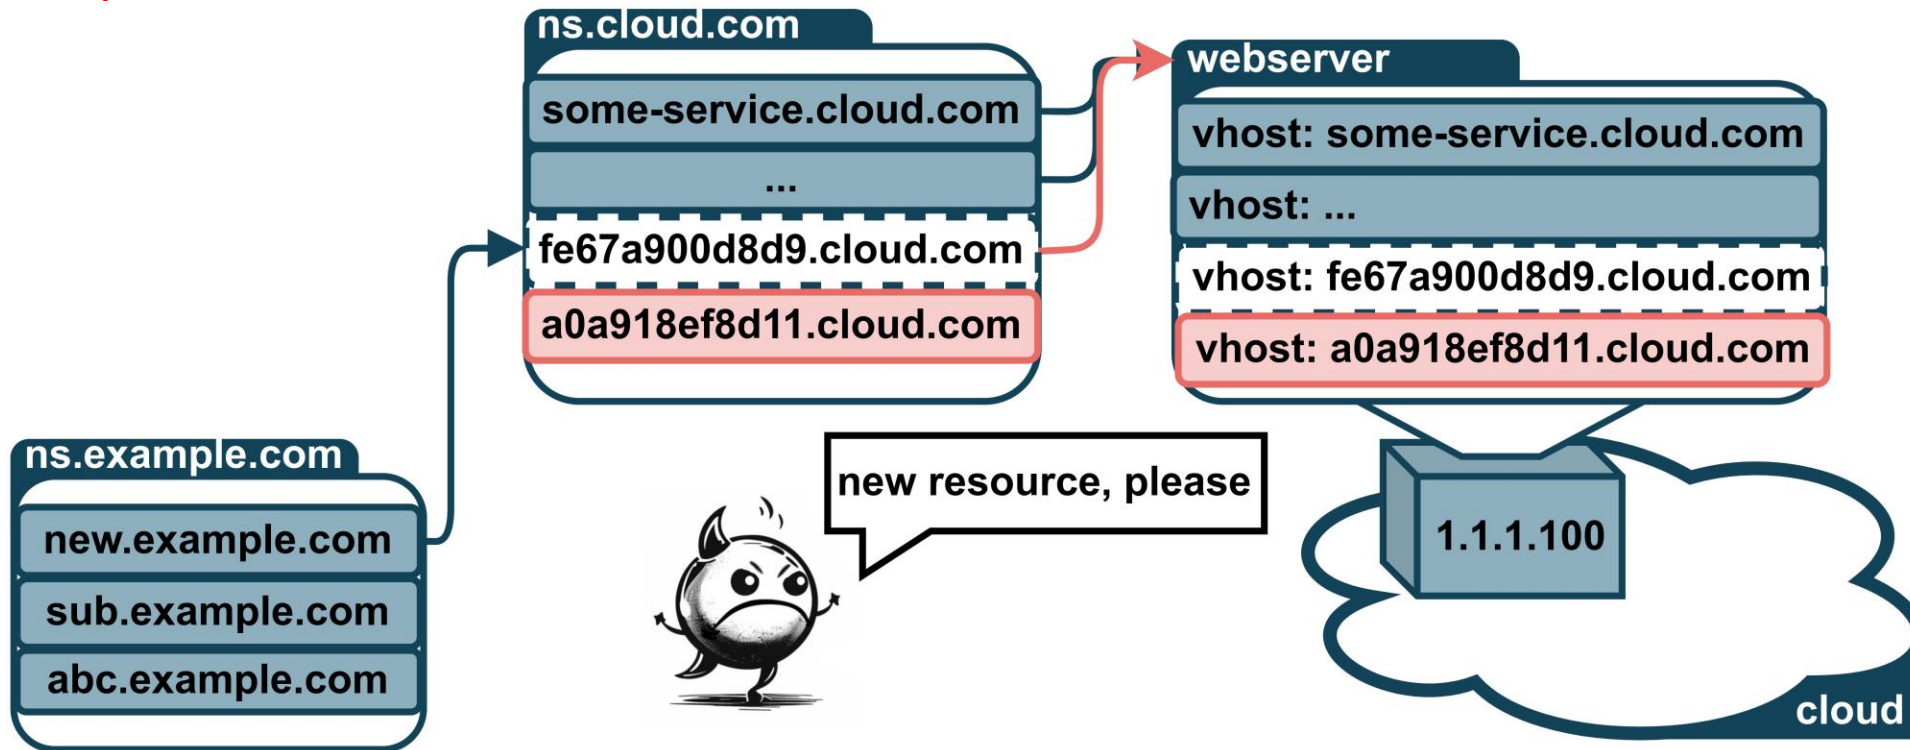 ns.cloud.com
some-service.cloud.com
...
fe67a900d8d9.cloud.com
a0a918ef8d11.cloud.com
webserver
vhost: some-service.cloud.com
vhost: ...
vhost: fe67a900d8d9.cloud.com
vhost: a0a918ef8d11.cloud.com
ns.example.com
new.example.com
sub.example.com
abc.example.com
new resource, please
1.1.1.100
cloud